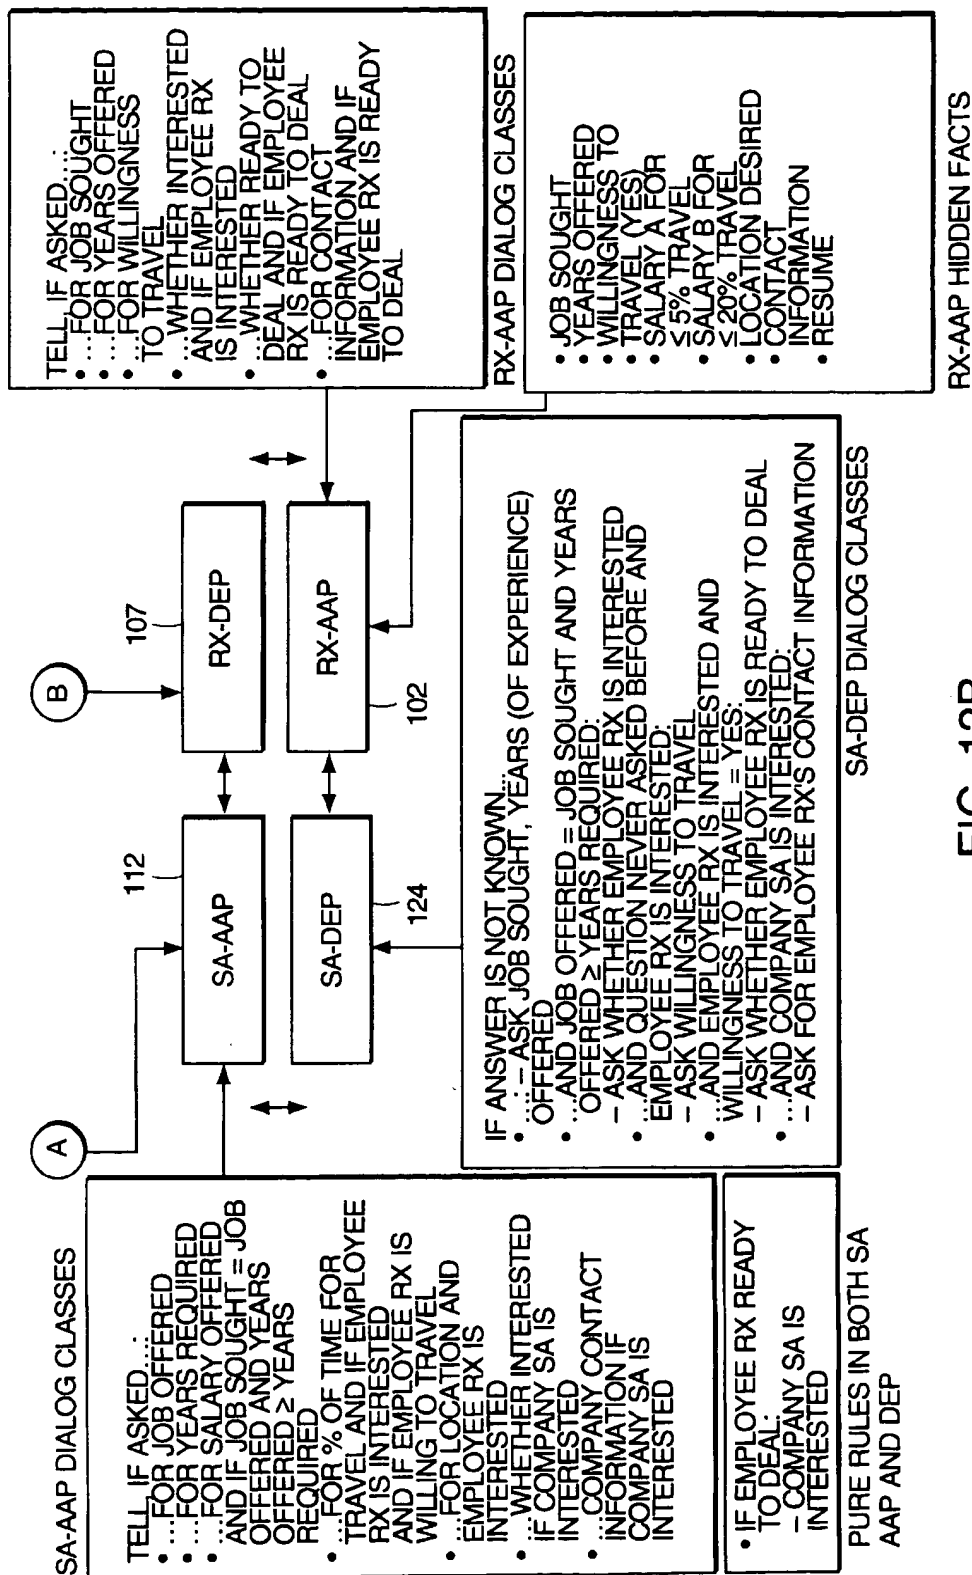 SA-AAP DIALOG CLASSES
TELL, IF ASKED....:
• ....FOR JOB OFFERED
• ....FOR YEARS REQUIRED
• ....FOR SALARY OFFERED
AND IF JOB SOUGHT = JOB
OFFERED AND YEARS
OFFERED ≥ YEARS
REQUIRED
• ...FOR % OF TIME FOR
TRAVEL AND IF EMPLOYEE
RX IS INTERESTED
AND IF EMPLOYEE RX IS
WILLING TO TRAVEL
• ...FOR LOCATION AND
EMPLOYEE RX IS
INTERESTED
• ...WHETHER INTERESTED
IF COMPANY SA IS
INTERESTED
• ...COMPANY CONTACT
INFORMATION IF
COMPANY SA IS
INTERESTED
• IF EMPLOYEE RX READY
TO DEAL:
– COMPANY SA IS
INTERESTED
PURE RULES IN BOTH SA
AAP AND DEP
A
B
112
SA-AAP
107
RX-DEP
SA-DEP
124
RX-AAP
102
IF ANSWER IS NOT KNOWN....
• ...: – ASK JOB SOUGHT, YEARS (OF EXPERIENCE)
OFFERED
• ...AND JOB OFFERED = JOB SOUGHT AND YEARS
OFFERED ≥ YEARS REQUIRED:
– ASK WHETHER EMPLOYEE RX IS INTERESTED
• ...AND QUESTION NEVER ASKED BEFORE AND
EMPLOYEE RX IS INTERESTED:
– ASK WILLINGNESS TO TRAVEL
• ...AND EMPLOYEE RX IS INTERESTED AND
WILLINGNESS TO TRAVEL = YES:
– ASK WHETHER EMPLOYEE RX IS READY TO DEAL
• ...AND COMPANY SA IS INTERESTED:
– ASK FOR EMPLOYEE RX'S CONTACT INFORMATION
SA-DEP DIALOG CLASSES
TELL, IF ASKED....:
• ....FOR JOB SOUGHT
• ....FOR YEARS OFFERED
• ....FOR WILLINGNESS
TO TRAVEL
• ...WHETHER INTERESTED
AND IF EMPLOYEE RX
IS INTERESTED
• ...WHETHER READY TO
DEAL AND IF EMPLOYEE
RX IS READY TO DEAL
• ...FOR CONTACT
INFORMATION AND IF
EMPLOYEE RX IS READY
TO DEAL
RX-AAP DIALOG CLASSES
• JOB SOUGHT
• YEARS OFFERED
• WILLINGNESS TO
TRAVEL (YES)
• SALARY A FOR
≤ 5% TRAVEL
• SALARY B FOR
≤ 20% TRAVEL
• LOCATION DESIRED
• CONTACT
INFORMATION
• RESUME
RX-AAP HIDDEN FACTS